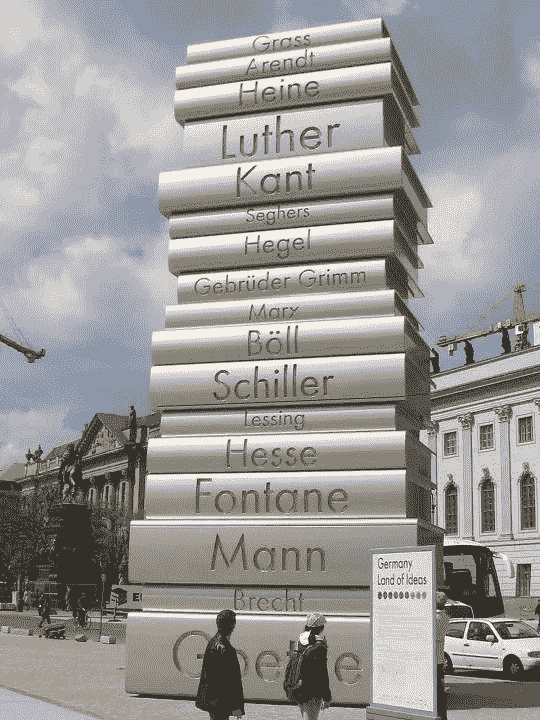 Grass
Arendt
Heine
Luther
Kant
Seghers
Hegel
Gebrüder Grimm
Marx
Böll
Schiller
Lessing
Hesse
Fontane
Mann
Brecht
Goethe
Germany
Land of Ideas